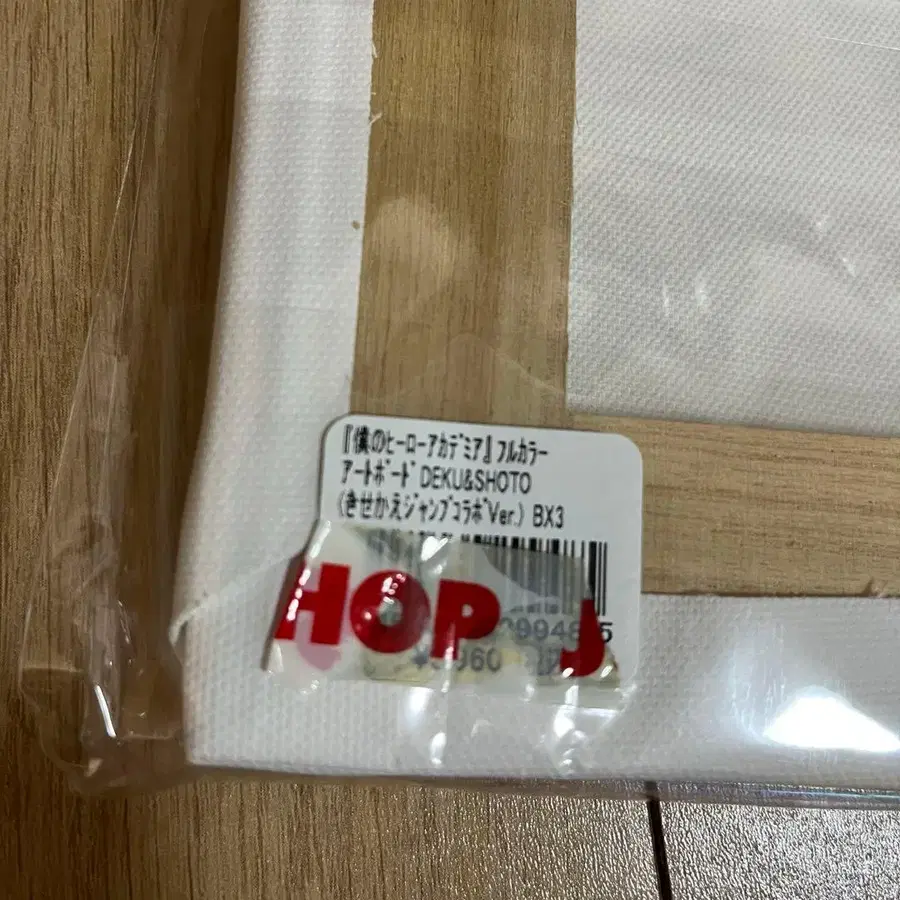 『僕のﾋｰﾛｰｱｶﾃﾞﾐｱ』ﾌﾙｶﾗｰ
ｱｰﾄﾎﾞｰﾄﾞ DEKU&SHOTO
(きせかえｼﾞｬﾝﾌﾟｺﾗﾎﾞVer.) BX3
HOP J